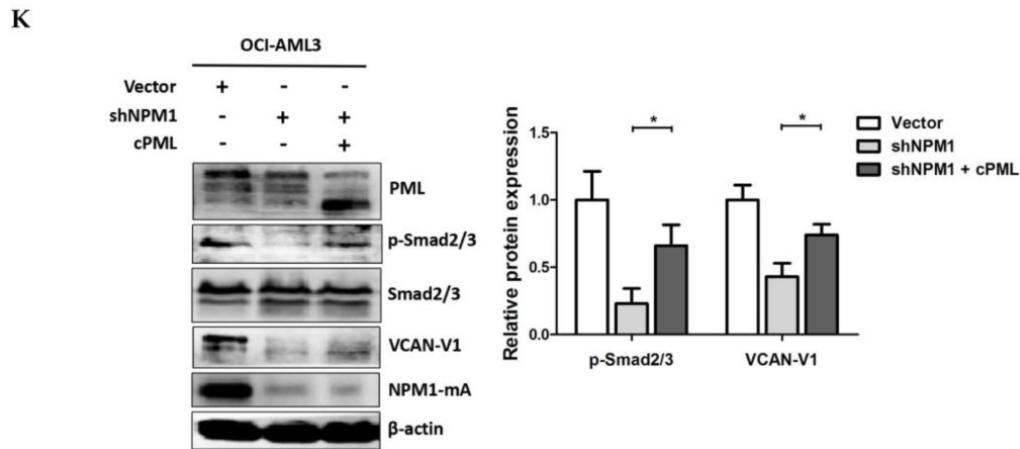 K
OCI-AML3
Vector + - -
shNPM1 - + +
cPML - - +
PML
p-Smad2/3
Smad2/3
VCAN-V1
NPM1-mA
β-actin
Relative protein expression
1.5
1.0
0.5
0.0
* *
p-Smad2/3 VCAN-V1
Vector
shNPM1
shNPM1 + cPML